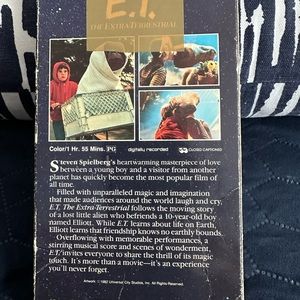 E.T.
THE EXTRA-TERRESTRIAL
Color/1 Hr. 55 Mins. PG digitally recorded CLOSED CAPTIONED
Steven Spielberg's heartwarming masterpiece of love
between a young boy and a visitor from another
planet has quickly become the most popular film of
all time.
Filled with unparalleled magic and imagination
that made audiences around the world laugh and cry,
E.T. The Extra-Terrestrial follows the moving story
of a lost little alien who befriends a 10-year-old boy
named Elliott. While E.T. learns about life on Earth,
Elliott learns that friendship knows no earthly bounds.
Overflowing with memorable performances, a
stirring musical score and scenes of wonderment,
E.T. invites everyone to share the thrill of its magic
touch. It's more than a movie—it's an experience
you'll never forget.
Artwork ©1982 Universal City Studios, Inc. All Rights Reserved.